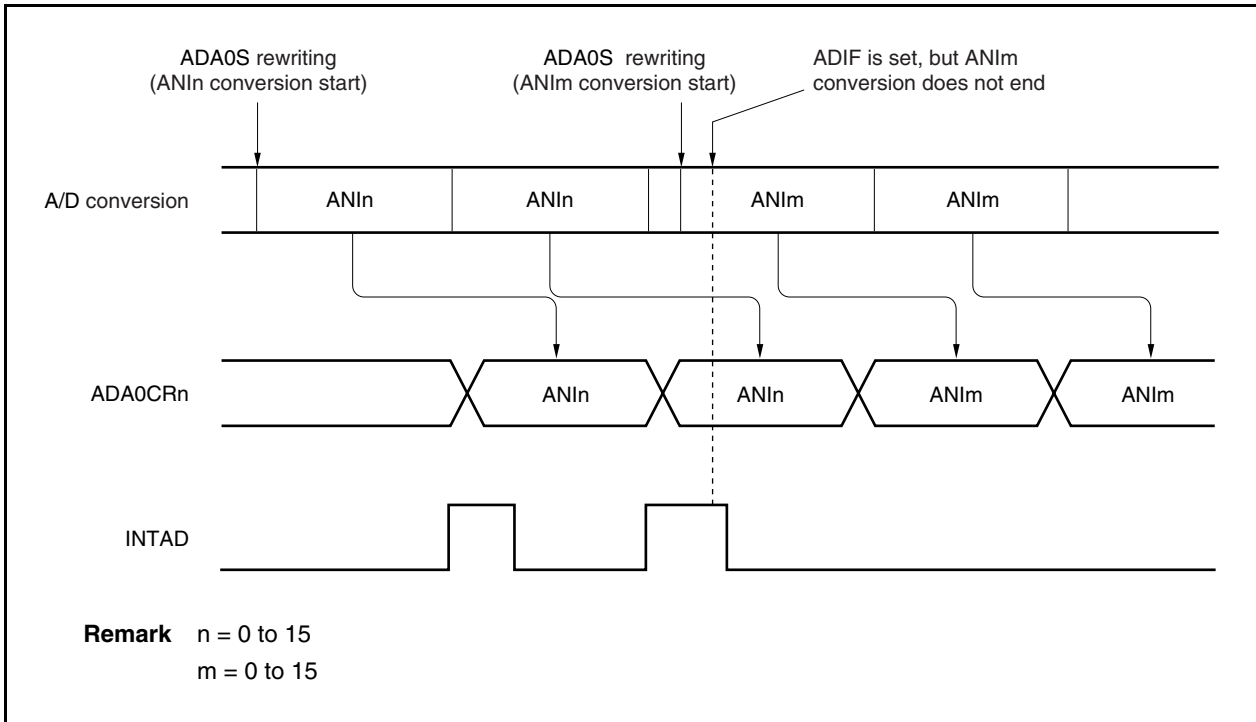 ADA0S rewriting
(ANIn conversion start)
ADA0S rewriting
(ANIm conversion start)
ADIF is set, but ANIm
conversion does not end
A/D conversion
ANIn
ANIn
ANIm
ANIm
ADA0CRn
ANIn
ANIn
ANIm
ANIm
INTAD
Remark n = 0 to 15
m = 0 to 15